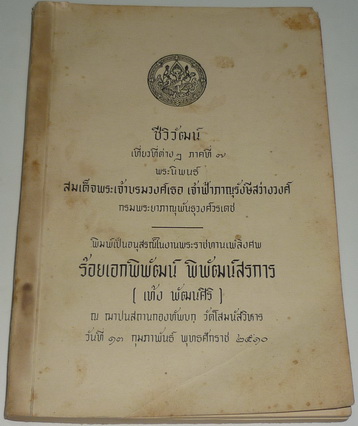 ชีวิวัฒน์
เที่ยวที่ต่างๆ ภาคที่ ๗
พระนิพนธ์
สมเด็จพระเจ้าบรมวงศ์เธอ เจ้าฟ้าภาณุรังษีสว่างวงศ์
กรมพระยาภาณุพันธุวงศ์วรเดช
พิมพ์เป็นอนุสรณ์ในงานพระราชทานเพลิงศพ
ร้อยเอกพิพัฒน์ พิพัฒน์สรการ
( เท้ง พัฒนศิริ )
ณ ฌาปนสถานกองทัพบก วัดโสมนัสวิหาร
วันที่ ๑๓ กุมภาพันธ์ พุทธศักราช ๒๕๑๐